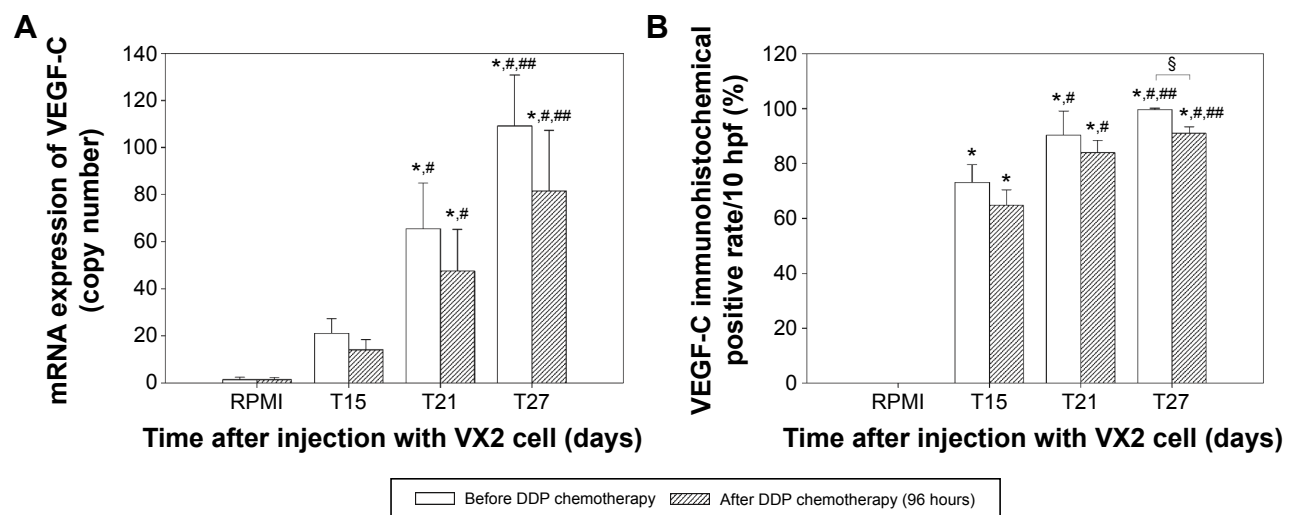 A
mRNA expression of VEGF-C
(copy number)
140
120
100
80
60
40
20
0
*,#
*,#
*,#,##
*,#,##
RPMI
T15
T21
T27
Time after injection with VX2 cell (days)
B
VEGF-C immunohistochemical
positive rate/10 hpf (%)
120
100
80
60
40
20
0
*
*
*,#
*,#
§
*,#,##
*,#,##
RPMI
T15
T21
T27
Time after injection with VX2 cell (days)
Before DDP chemotherapy
After DDP chemotherapy (96 hours)